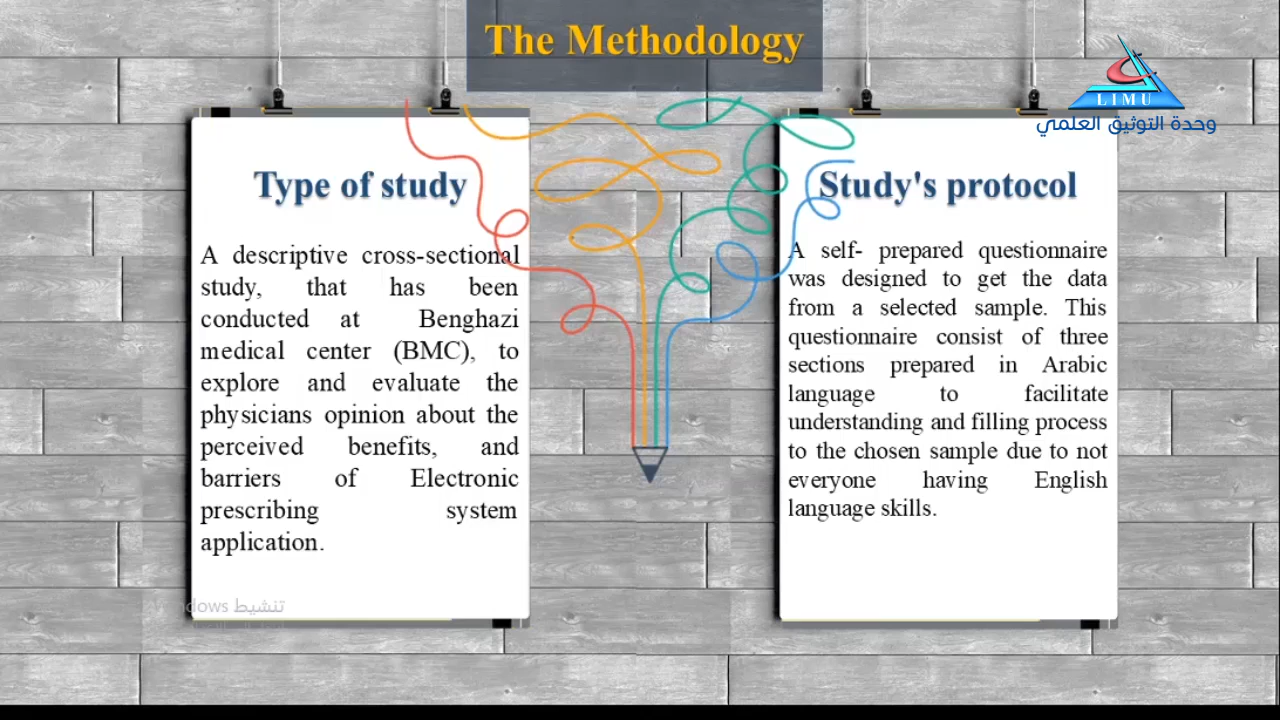 The Methodology
LIMU
وحدة التوثيق العلمي
Type of study
A descriptive cross-sectional
study, that has been
conducted at Benghazi
medical center (BMC), to
explore and evaluate the
physicians opinion about the
perceived benefits, and
barriers of Electronic
prescribing system
application.
Study's protocol
A self- prepared questionnaire
was designed to get the data
from a selected sample. This
questionnaire consist of three
sections prepared in Arabic
language to facilitate
understanding and filling process
to the chosen sample due to not
everyone having English
language skills.
تنشيط Windows